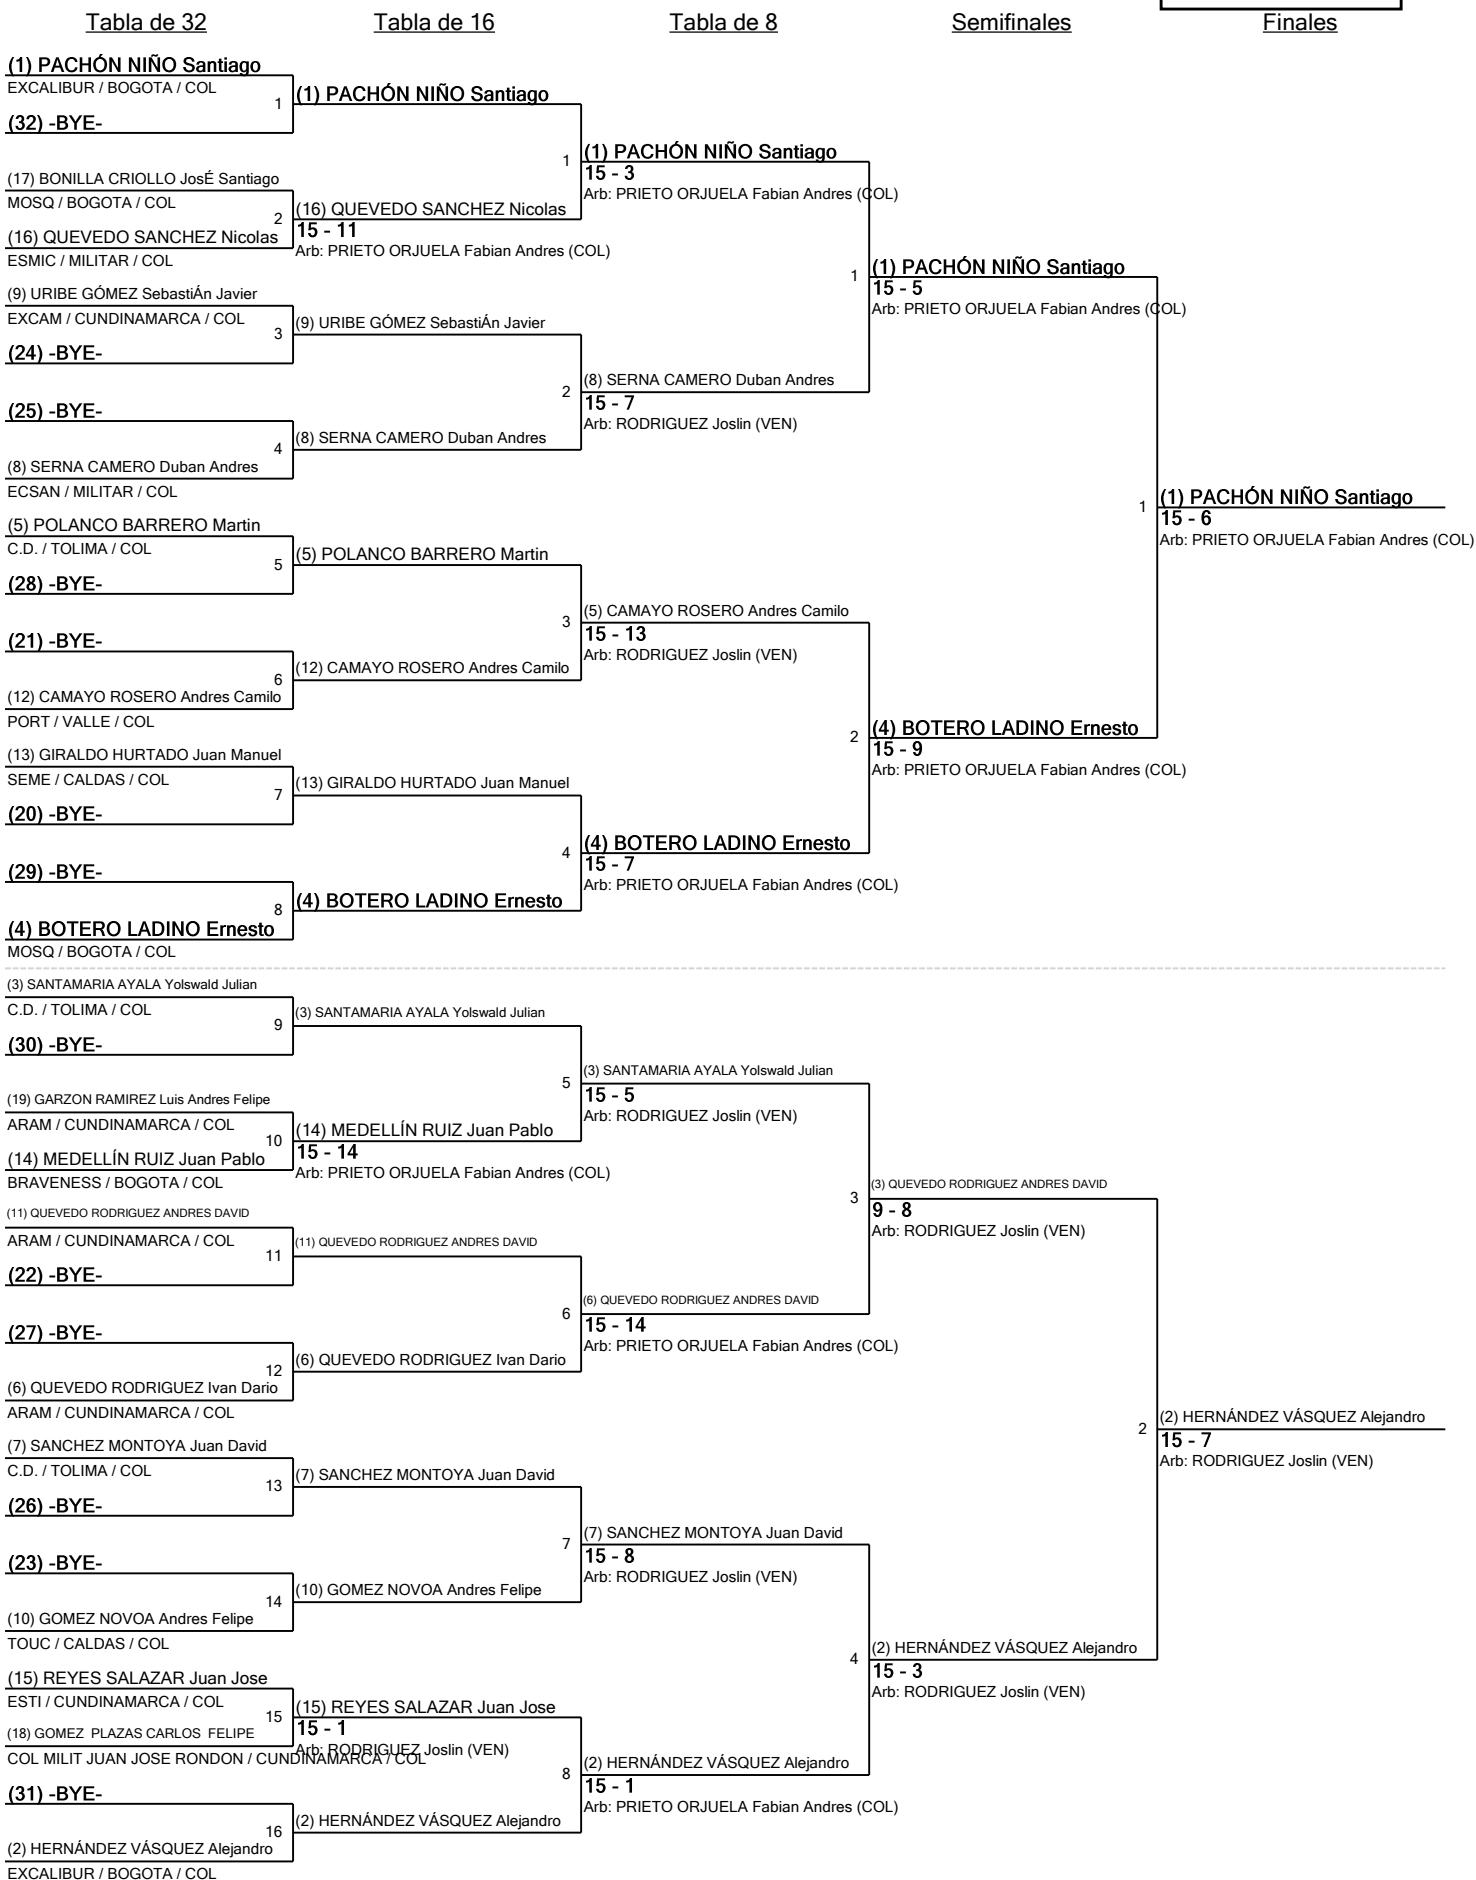 Tabla de 32
Tabla de 16
Tabla de 8
Semifinales
Finales
(1) PACHÓN NIÑO Santiago
EXCALIBUR / BOGOTA / COL
1
(32) -BYE-
(17) BONILLA CRIOLLO JosÉ Santiago
MOSQ / BOGOTA / COL
2
(16) QUEVEDO SANCHEZ Nicolas
ESMIC / MILITAR / COL
(9) URIBE GÓMEZ SebastiÁn Javier
EXCAM / CUNDINAMARCA / COL
3
(24) -BYE-
(25) -BYE-
4
(8) SERNA CAMERO Duban Andres
ECSAN / MILITAR / COL
(5) POLANCO BARRERO Martin
C.D. / TOLIMA / COL
5
(28) -BYE-
(21) -BYE-
6
(12) CAMAYO ROSERO Andres Camilo
PORT / VALLE / COL
(13) GIRALDO HURTADO Juan Manuel
SEME / CALDAS / COL
7
(20) -BYE-
(29) -BYE-
8
(4) BOTERO LADINO Ernesto
MOSQ / BOGOTA / COL
(3) SANTAMARIA AYALA Yolswald Julian
C.D. / TOLIMA / COL
9
(30) -BYE-
(19) GARZON RAMIREZ Luis Andres Felipe
ARAM / CUNDINAMARCA / COL
10
(14) MEDELLÍN RUIZ Juan Pablo
BRAVENESS / BOGOTA / COL
(11) QUEVEDO RODRIGUEZ ANDRES DAVID
ARAM / CUNDINAMARCA / COL
11
(22) -BYE-
(27) -BYE-
12
(6) QUEVEDO RODRIGUEZ Ivan Dario
ARAM / CUNDINAMARCA / COL
(7) SANCHEZ MONTOYA Juan David
C.D. / TOLIMA / COL
13
(26) -BYE-
(23) -BYE-
14
(10) GOMEZ NOVOA Andres Felipe
TOUC / CALDAS / COL
(15) REYES SALAZAR Juan Jose
ESTI / CUNDINAMARCA / COL
15
(18) GOMEZ PLAZAS CARLOS FELIPE
COL MILIT JUAN JOSE RONDON / CUNDINAMARCA / COL
(31) -BYE-
16
(2) HERNÁNDEZ VÁSQUEZ Alejandro
EXCALIBUR / BOGOTA / COL
(1) PACHÓN NIÑO Santiago
1
(16) QUEVEDO SANCHEZ Nicolas
15 - 11
Arb: PRIETO ORJUELA Fabian Andres (COL)
(9) URIBE GÓMEZ SebastiÁn Javier
2
(8) SERNA CAMERO Duban Andres
(5) POLANCO BARRERO Martin
3
(12) CAMAYO ROSERO Andres Camilo
(13) GIRALDO HURTADO Juan Manuel
4
(4) BOTERO LADINO Ernesto
(3) SANTAMARIA AYALA Yolswald Julian
5
(14) MEDELLÍN RUIZ Juan Pablo
15 - 14
Arb: PRIETO ORJUELA Fabian Andres (COL)
(11) QUEVEDO RODRIGUEZ ANDRES DAVID
6
(6) QUEVEDO RODRIGUEZ Ivan Dario
(7) SANCHEZ MONTOYA Juan David
7
(10) GOMEZ NOVOA Andres Felipe
(15) REYES SALAZAR Juan Jose
15 - 1
Arb: RODRIGUEZ Joslin (VEN)
8
(2) HERNÁNDEZ VÁSQUEZ Alejandro
(1) PACHÓN NIÑO Santiago
15 - 3
Arb: PRIETO ORJUELA Fabian Andres (COL)
1
(8) SERNA CAMERO Duban Andres
15 - 7
Arb: RODRIGUEZ Joslin (VEN)
(5) CAMAYO ROSERO Andres Camilo
15 - 13
Arb: RODRIGUEZ Joslin (VEN)
2
(4) BOTERO LADINO Ernesto
15 - 7
Arb: PRIETO ORJUELA Fabian Andres (COL)
(3) SANTAMARIA AYALA Yolswald Julian
15 - 5
Arb: RODRIGUEZ Joslin (VEN)
3
(6) QUEVEDO RODRIGUEZ ANDRES DAVID
15 - 14
Arb: PRIETO ORJUELA Fabian Andres (COL)
(7) SANCHEZ MONTOYA Juan David
15 - 8
Arb: RODRIGUEZ Joslin (VEN)
4
(2) HERNÁNDEZ VÁSQUEZ Alejandro
15 - 1
Arb: PRIETO ORJUELA Fabian Andres (COL)
(1) PACHÓN NIÑO Santiago
15 - 5
Arb: PRIETO ORJUELA Fabian Andres (COL)
1
(4) BOTERO LADINO Ernesto
15 - 9
Arb: PRIETO ORJUELA Fabian Andres (COL)
(3) QUEVEDO RODRIGUEZ ANDRES DAVID
9 - 8
Arb: RODRIGUEZ Joslin (VEN)
2
(2) HERNÁNDEZ VÁSQUEZ Alejandro
15 - 3
Arb: RODRIGUEZ Joslin (VEN)
(1) PACHÓN NIÑO Santiago
15 - 6
Arb: PRIETO ORJUELA Fabian Andres (COL)
(2) HERNÁNDEZ VÁSQUEZ Alejandro
15 - 7
Arb: RODRIGUEZ Joslin (VEN)